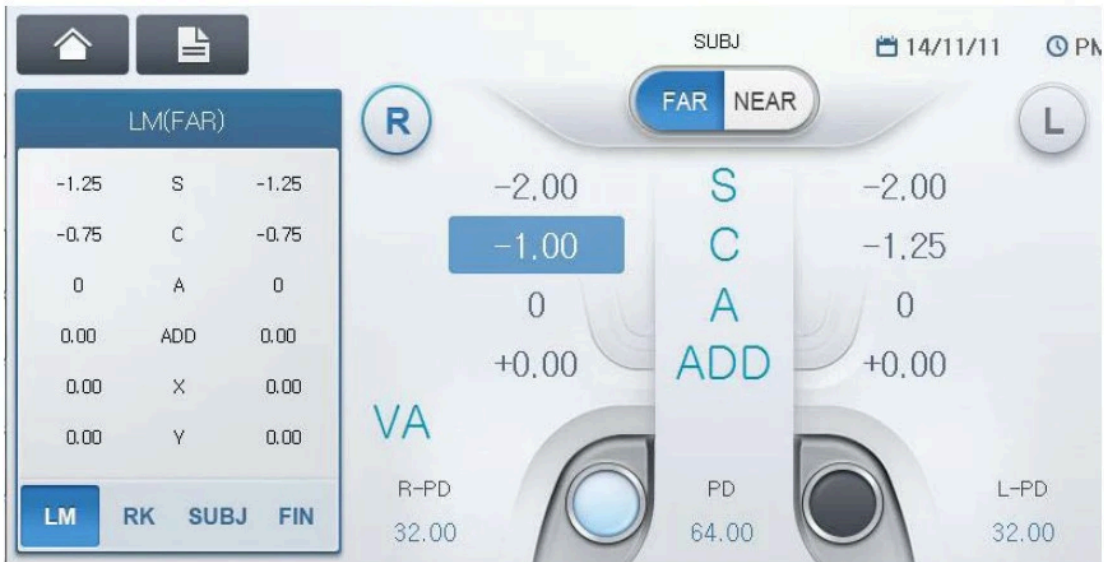 SUBJ
14/11/11 PM
LM(FAR)
R
FAR NEAR
L
-1.25 S -1.25
-0.75 C -0.75
0 A 0
0.00 ADD 0.00
0.00 X 0.00
0.00 Y 0.00
LM RK SUBJ FIN
-2.00 S -2.00
-1.00 C -1.25
0 A 0
+0.00 ADD +0.00
VA
R-PD PD L-PD
32.00 64.00 32.00